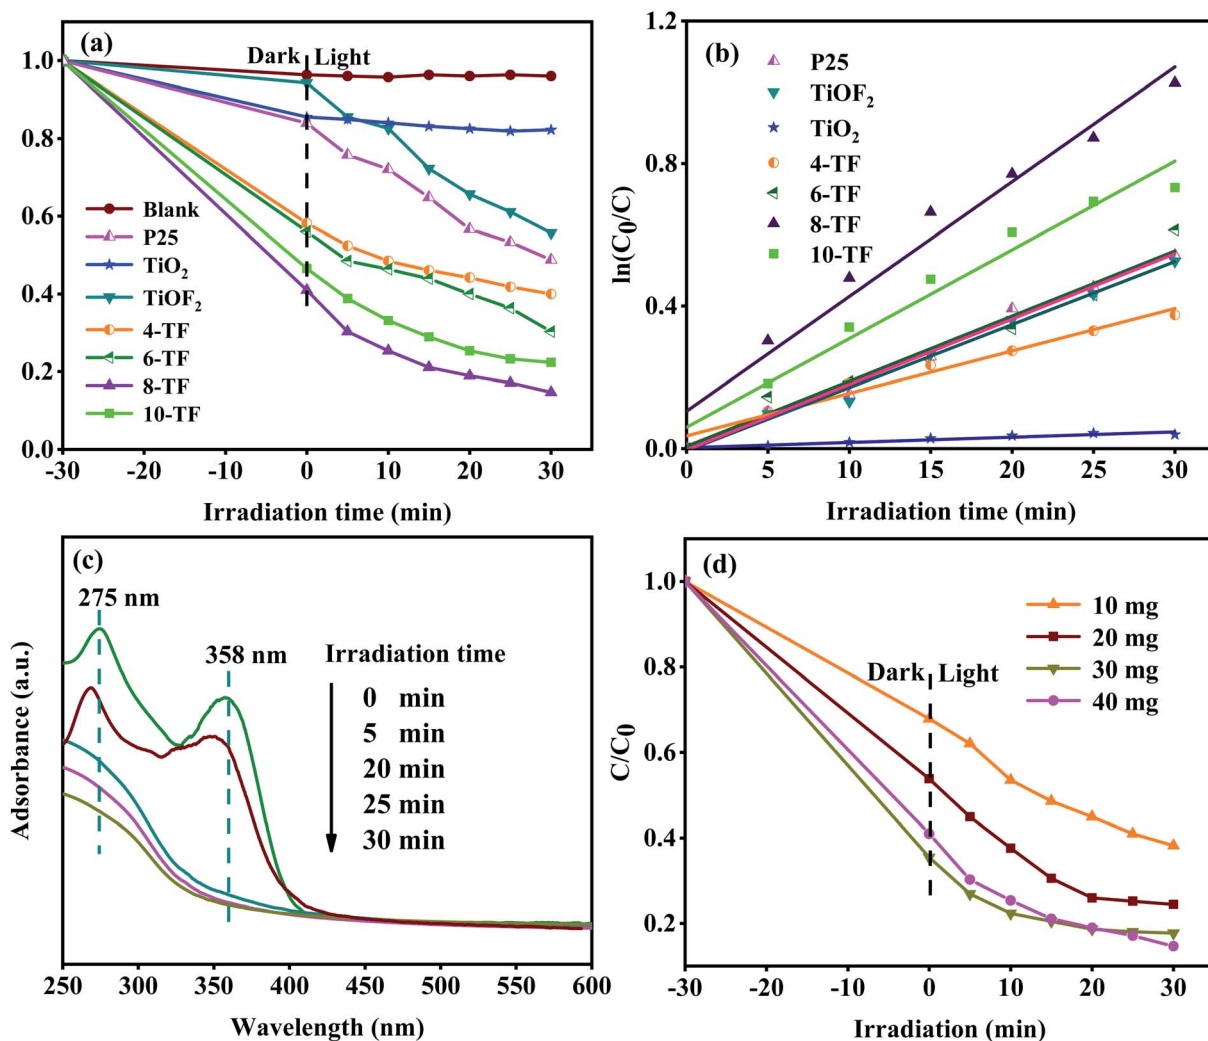 (a)
Dark Light
1.0
0.8
0.6
0.4
0.2
0.0
Blank
P25
TiO₂
TiOF₂
4-TF
6-TF
8-TF
10-TF
-30 -20 -10 0 10 20 30
Irradiation time (min)
(b)
ln(C₀/C)
1.2
0.8
0.4
0.0
P25
TiOF₂
TiO₂
4-TF
6-TF
8-TF
10-TF
0 5 10 15 20 25 30
Irradiation time (min)
(c)
Adsorbance (a.u.)
275 nm
358 nm
Irradiation time
0 min
5 min
20 min
25 min
30 min
250 300 350 400 450 500 550 600
Wavelength (nm)
(d)
C/C₀
1.0
0.8
0.6
0.4
0.2
Dark Light
10 mg
20 mg
30 mg
40 mg
-30 -20 -10 0 10 20 30
Irradiation (min)